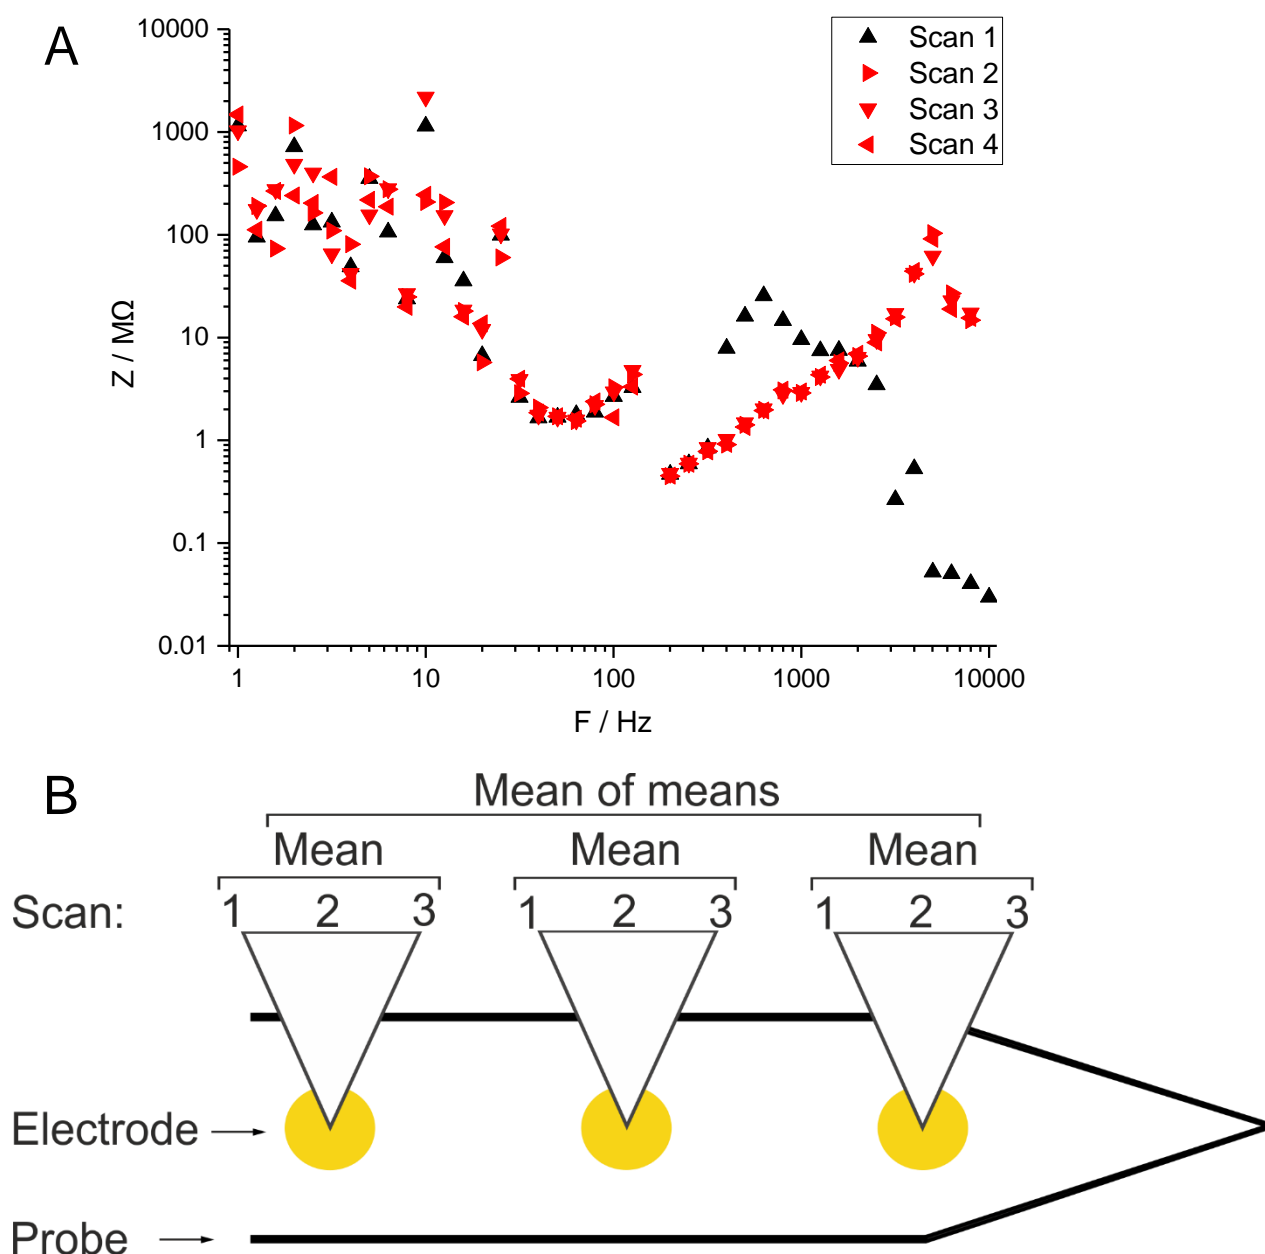 A
10000
1000
100
10
1
0.1
0.01
Z / MΩ
1
10
100
1000
10000
F / Hz
Scan 1
Scan 2
Scan 3
Scan 4
B
Mean of means
Mean Mean Mean
Scan: 1 2 3 1 2 3 1 2 3
Electrode
Probe